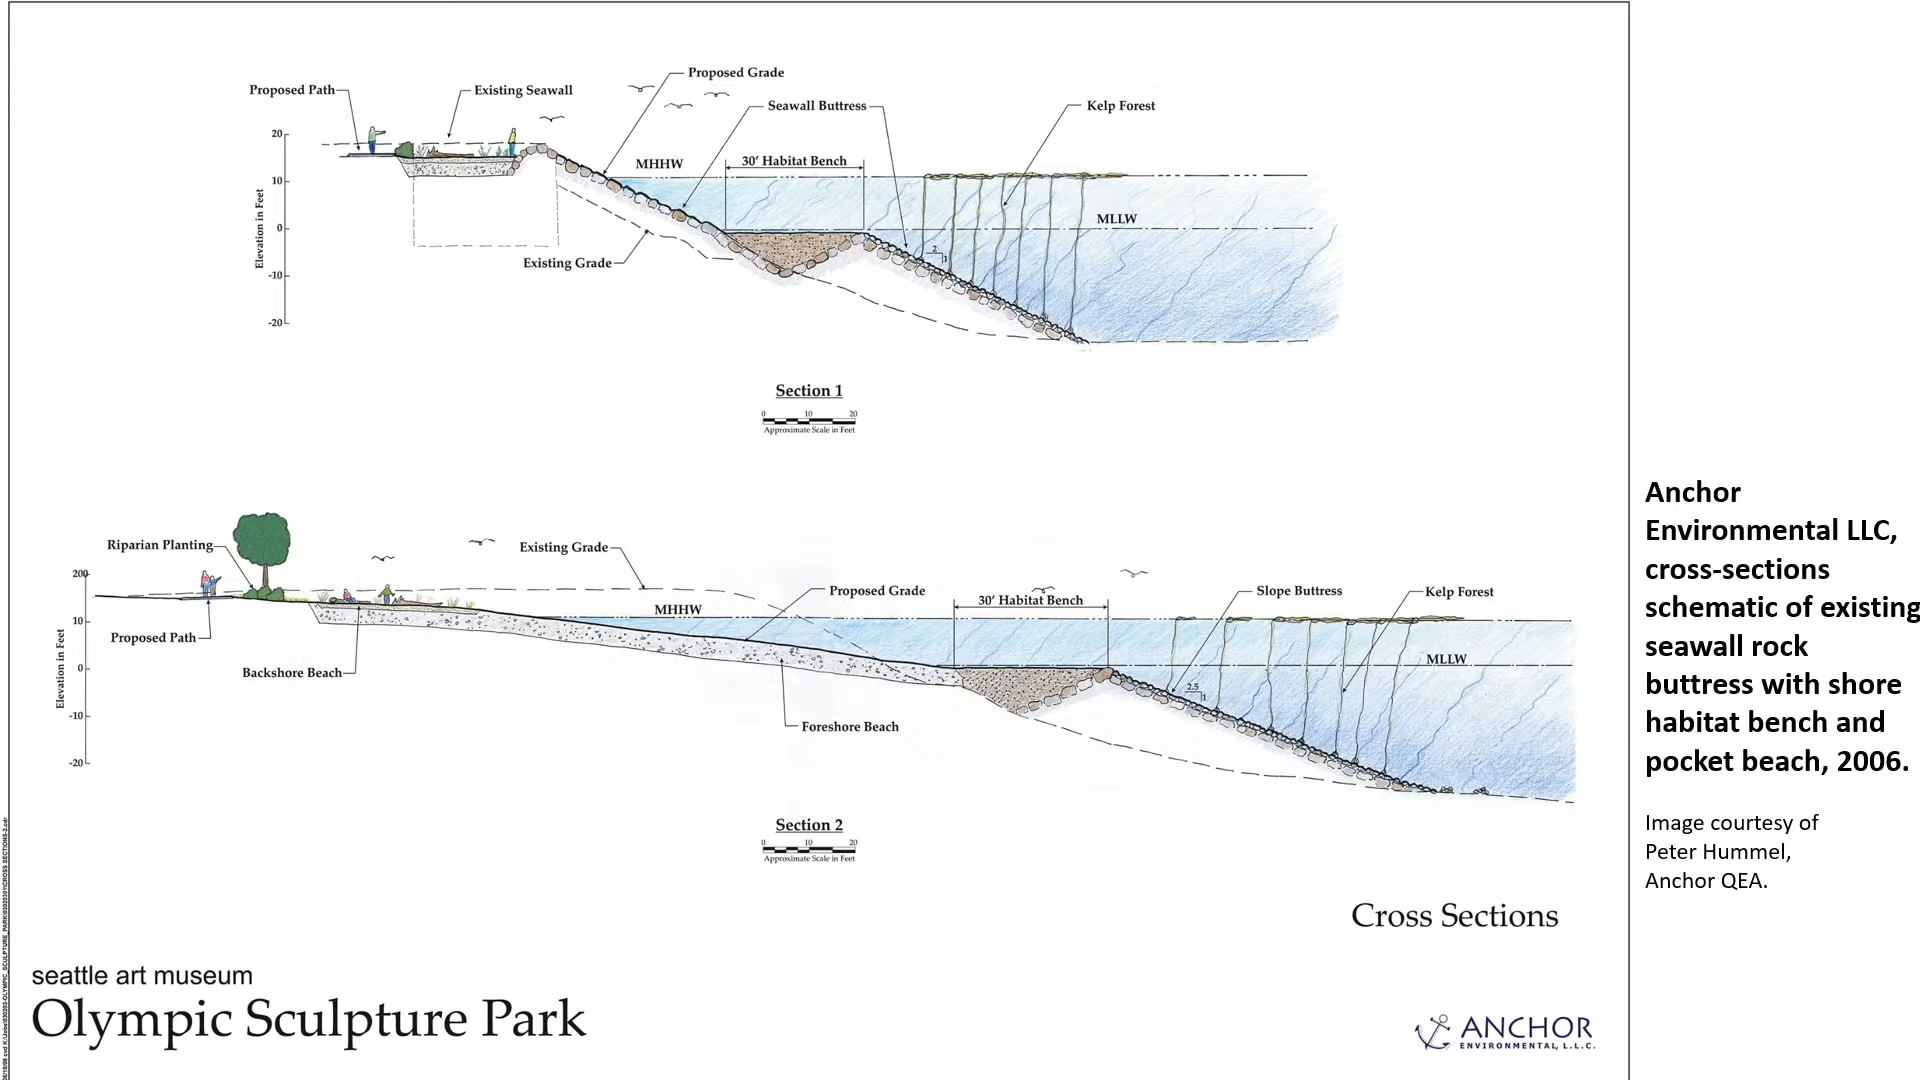 Proposed Grade
Proposed Path
Existing Seawall
Seawall Buttress
Kelp Forest
20
MHHW
30' Habitat Bench
10
Elevation in Feet
MLLW
0
2
1
Existing Grade
-10
-20
Section 1
0 10 20
Approximate Scale in Feet
Riparian Planting
Existing Grade
200
Proposed Grade
Slope Buttress
Kelp Forest
30' Habitat Bench
MHHW
10
Proposed Path
Elevation in Feet
MLLW
0
Backshore Beach
2.5
1
-10
Foreshore Beach
-20
Section 2
0 10 20
Approximate Scale in Feet
Cross Sections
seattle art museum
Olympic Sculpture Park
ANCHOR
ENVIRONMENTAL, L.L.C.
Anchor
Environmental LLC,
cross-sections
schematic of existing
seawall rock
buttress with shore
habitat bench and
pocket beach, 2006.
Image courtesy of
Peter Hummel,
Anchor QEA.